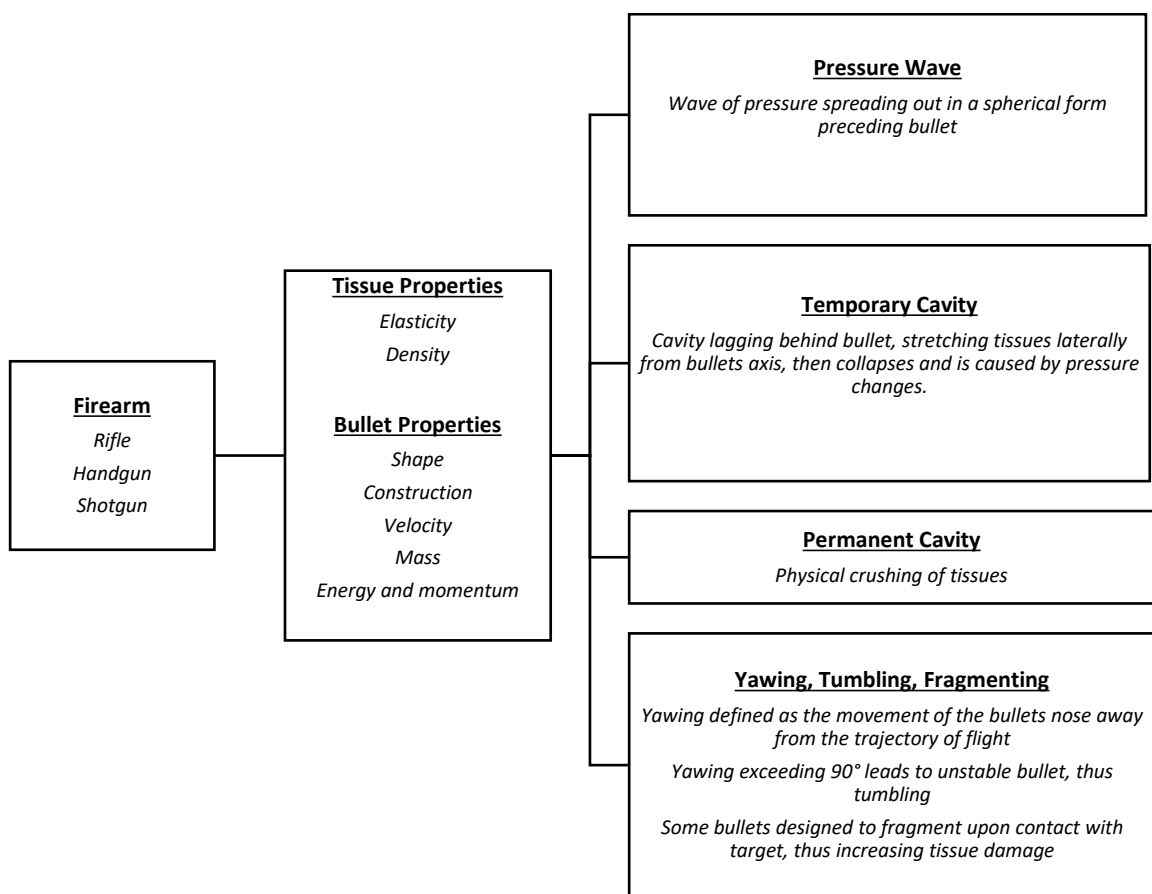 Firearm
Rifle
Handgun
Shotgun
Tissue Properties
Elasticity
Density
Bullet Properties
Shape
Construction
Velocity
Mass
Energy and momentum
Pressure Wave
Wave of pressure spreading out in a spherical form
preceding bullet
Temporary Cavity
Cavity lagging behind bullet, stretching tissues laterally
from bullets axis, then collapses and is caused by pressure
changes.
Permanent Cavity
Physical crushing of tissues
Yawing, Tumbling, Fragmenting
Yawing defined as the movement of the bullets nose away
from the trajectory of flight
Yawing exceeding 90° leads to unstable bullet, thus
tumbling
Some bullets designed to fragment upon contact with
target, thus increasing tissue damage